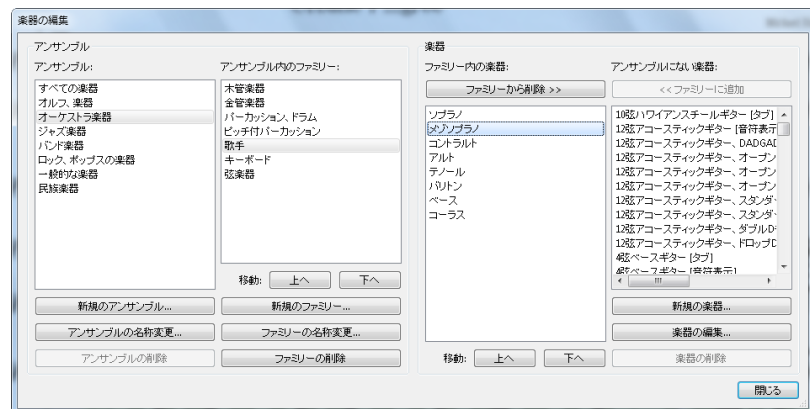 楽器の編集
アンサンブル
アンサンブル:
すべての楽器
オルフ、楽器
オーケストラ楽器
ジャズ楽器
バンド楽器
ロック、ポップスの楽器
一般的な楽器
民族楽器
新規のアンサンブル...
アンサンブルの名称変更...
アンサンブルの削除
アンサンブル内のファミリー:
木管楽器
金管楽器
パーカッション、ドラム
ピッチ付パーカッション
歌手
キーボード
弦楽器
移動:
上へ
下へ
新規のファミリー...
ファミリーの名称変更...
ファミリーの削除
楽器
ファミリー内の楽器:
ファミリーから削除 >>
ソプラノ
メゾソプラノ
コントラルト
アルト
テノール
バリトン
ベース
コーラス
移動:
上へ
下へ
アンサンブルにない楽器:
<< ファミリーに追加
10弦ハワイアンスチールギター [タブ]
12弦アコースティックギター [音符表示
12弦アコースティックギター、DADGAD
12弦アコースティックギター、オープン
12弦アコースティックギター、オープン
12弦アコースティックギター、オープン
12弦アコースティックギター、スタンダ
12弦アコースティックギター、スタンダ
12弦アコースティックギター、ダブルD
12弦アコースティックギター、ドロップD
4弦ベースギター [タブ]
4弦ベースギター [音符表示]
新規の楽器...
楽器の編集...
楽器の削除
閉じる